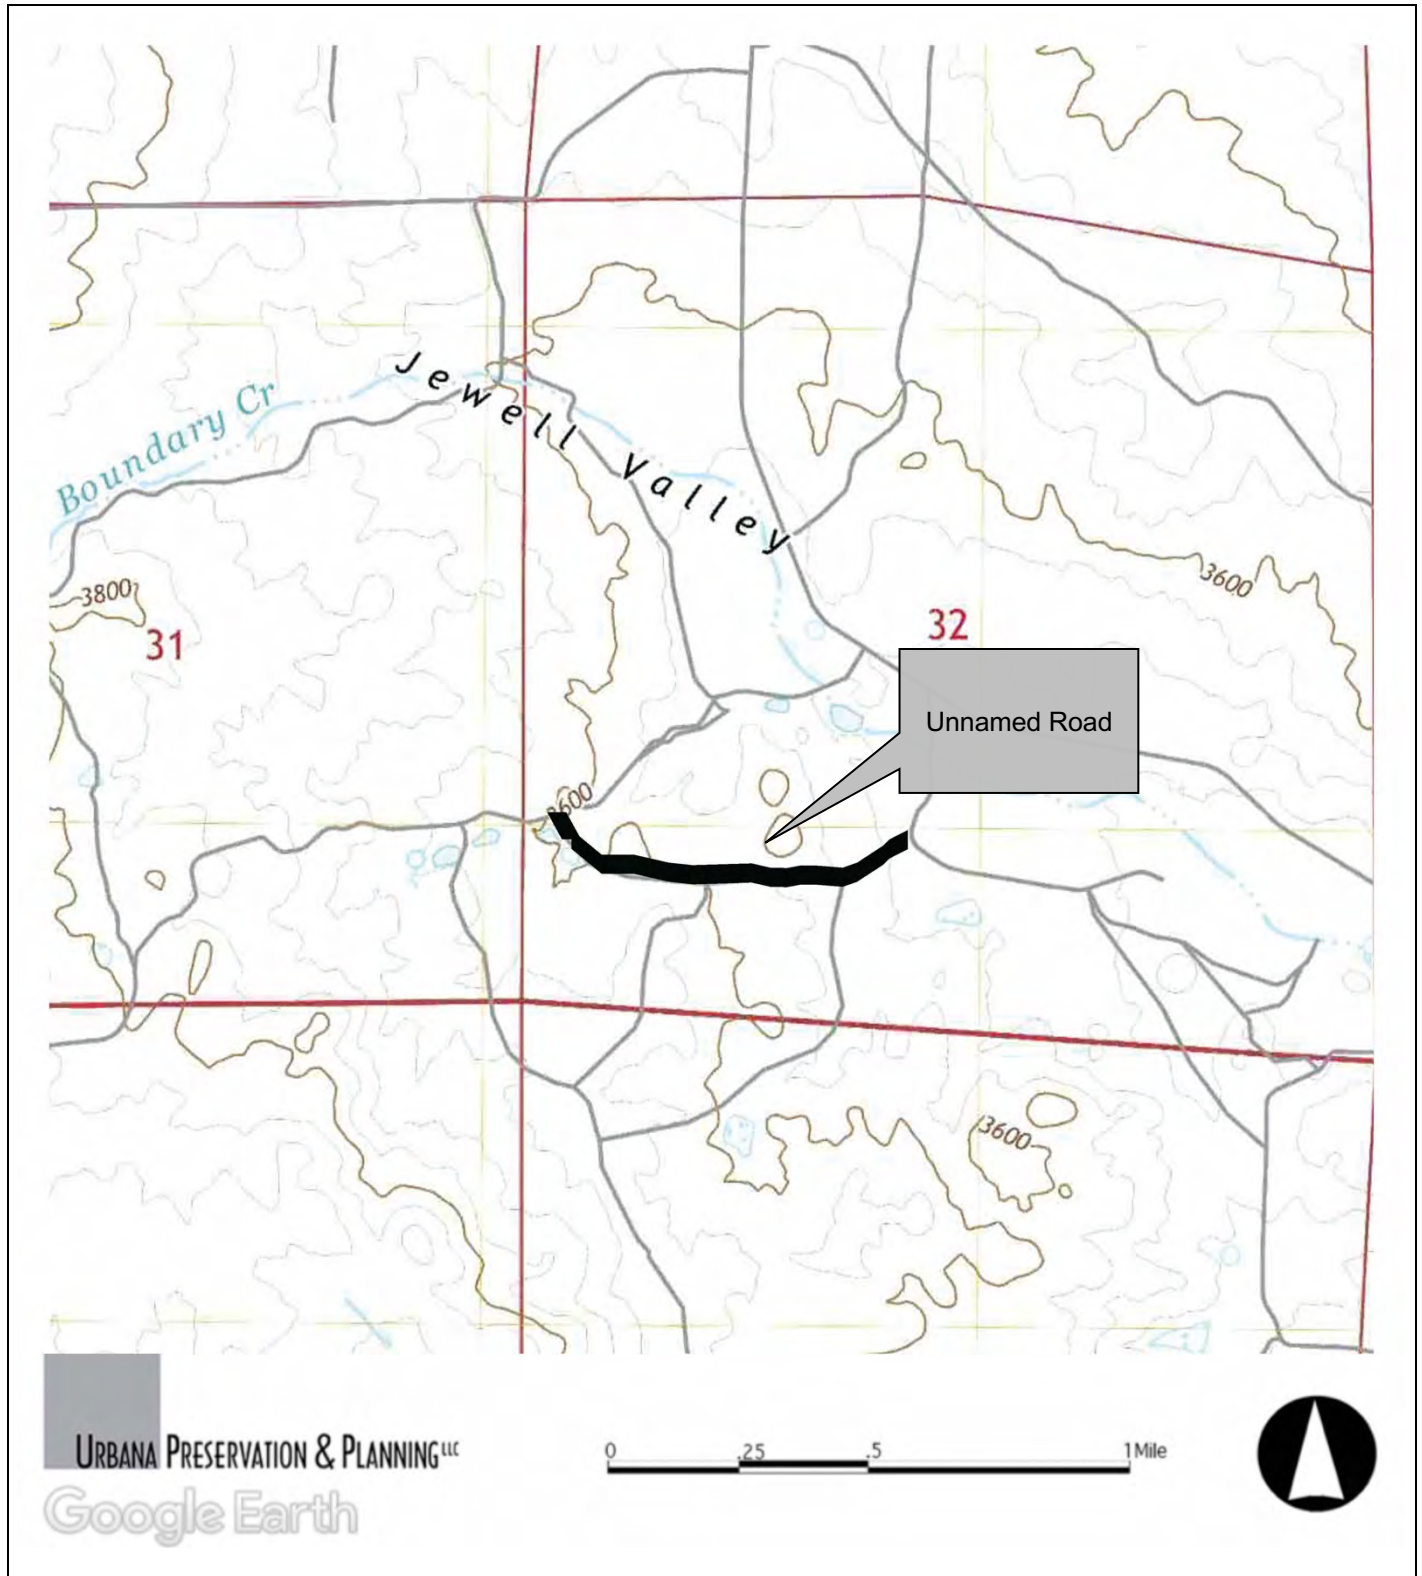 Boundary Cr
Jewell Valley
3800
31
3600
32
Unnamed Road
3600
3600
URBANA PRESERVATION & PLANNING LLC
Google Earth
0 .25 .5 1 Mile